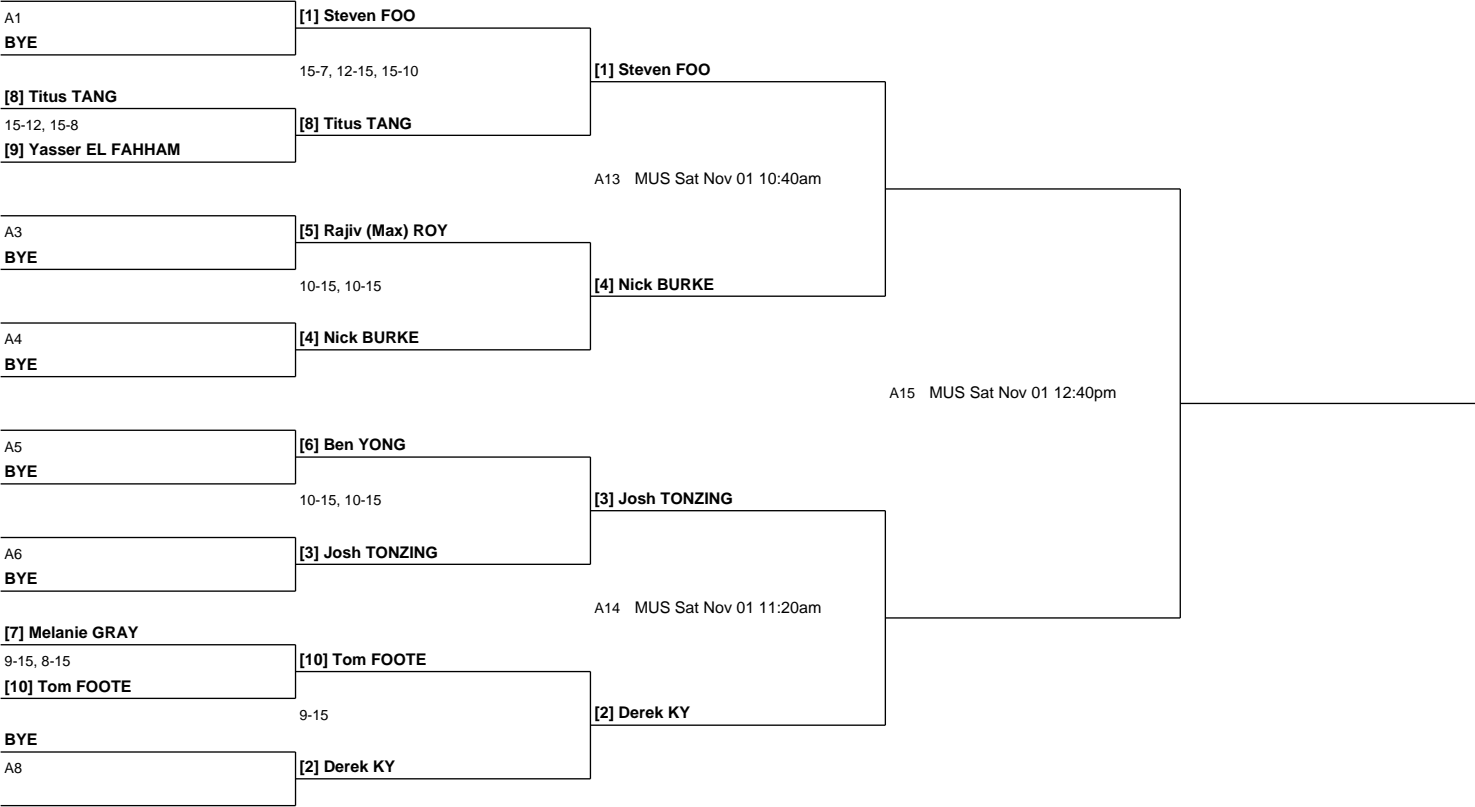 A1
BYE
[1] Steven FOO
15-7, 12-15, 15-10
[1] Steven FOO
[8] Titus TANG
15-12, 15-8
[9] Yasser EL FAHHAM
[8] Titus TANG
A13 MUS Sat Nov 01 10:40am
A3
BYE
[5] Rajiv (Max) ROY
10-15, 10-15
[4] Nick BURKE
A4
BYE
[4] Nick BURKE
A15 MUS Sat Nov 01 12:40pm
A5
BYE
[6] Ben YONG
10-15, 10-15
[3] Josh TONZING
A6
BYE
[3] Josh TONZING
A14 MUS Sat Nov 01 11:20am
[7] Melanie GRAY
9-15, 8-15
[10] Tom FOOTE
[10] Tom FOOTE
9-15
[2] Derek KY
BYE
A8
[2] Derek KY